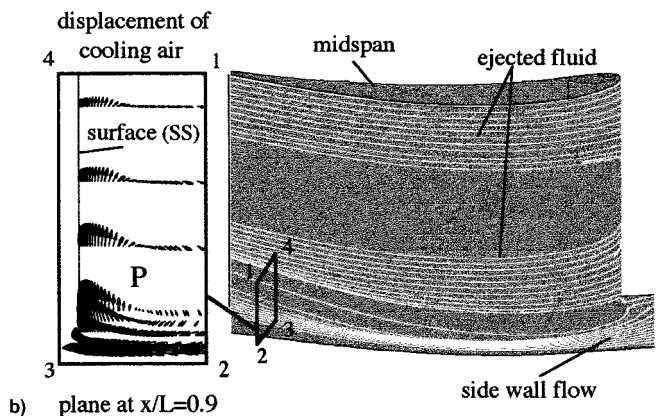 displacement of
cooling air
4
1
surface (SS)
P
3
2
midspan
ejected fluid
4
1
3
2
side wall flow
b) plane at x/L=0.9